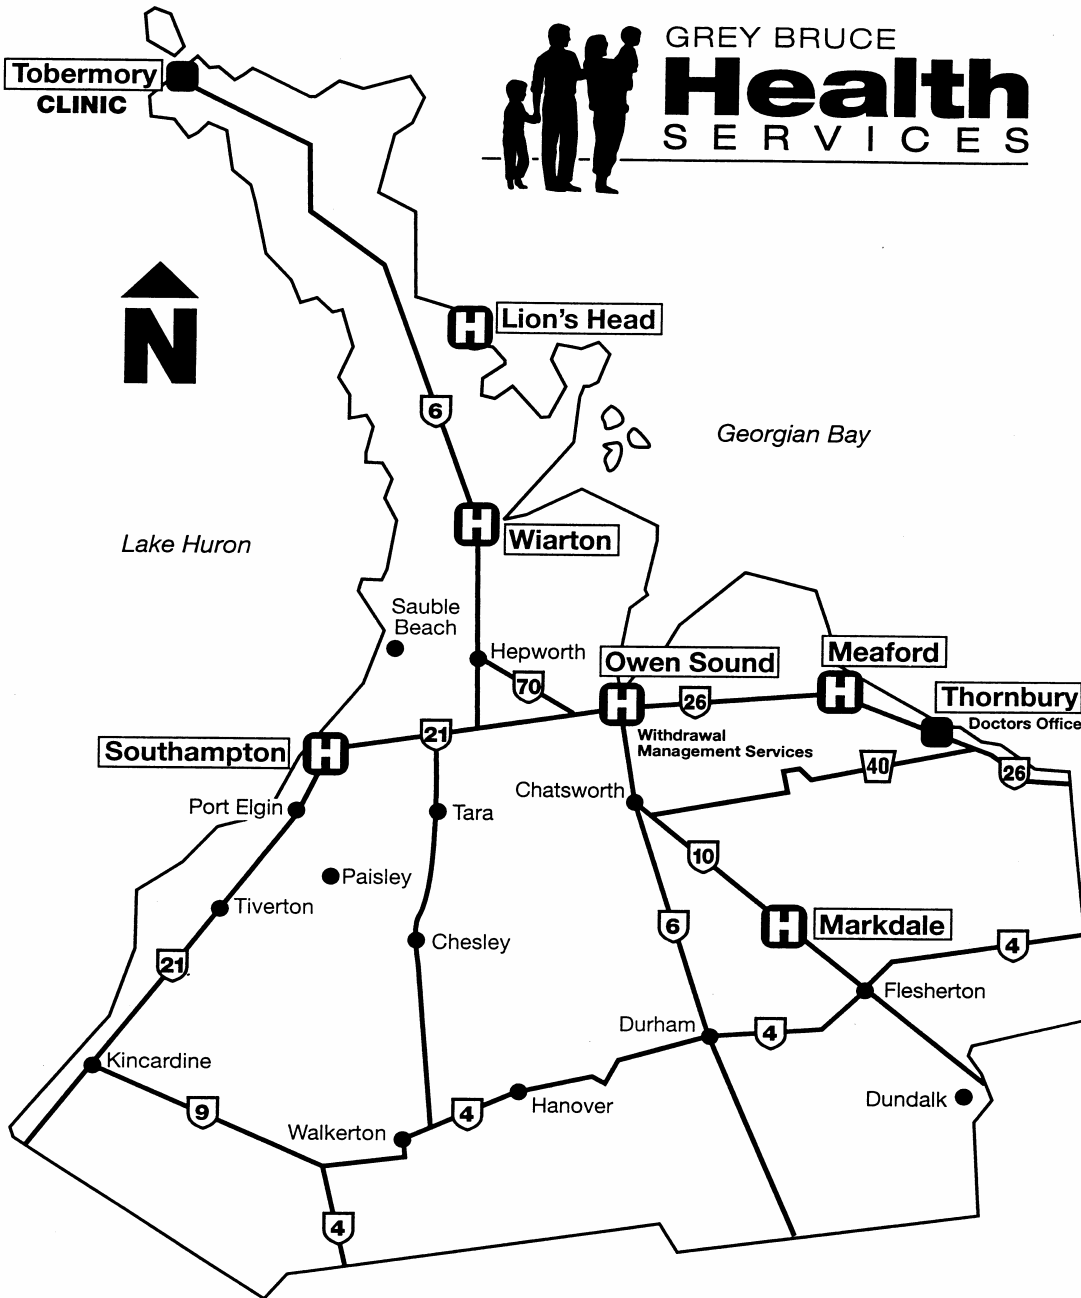 GREY BRUCE
Health
SERVICES
Tobermory
CLINIC
N
H
Lion's Head
6
Georgian Bay
H
Wiarton
Lake Huron
Sauble
Beach
Hepworth
70
Owen Sound
H
26
Meaford
H
Thornbury
Doctors Office
Withdrawal
Management Services
21
Southampton
H
40
26
Chatsworth
Port Elgin
Tara
10
Paisley
Tiverton
6
H
Markdale
Chesley
4
21
Flesherton
Durham
4
Kincardine
Dundalk
9
4
Hanover
Walkerton
4